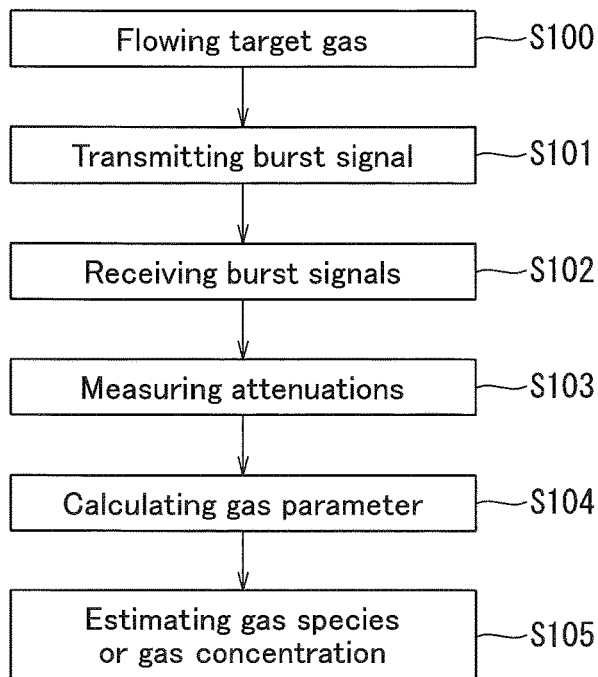 Flowing target gas S100
Transmitting burst signal S101
Receiving burst signals S102
Measuring attenuations S103
Calculating gas parameter S104
Estimating gas species
or gas concentration S105